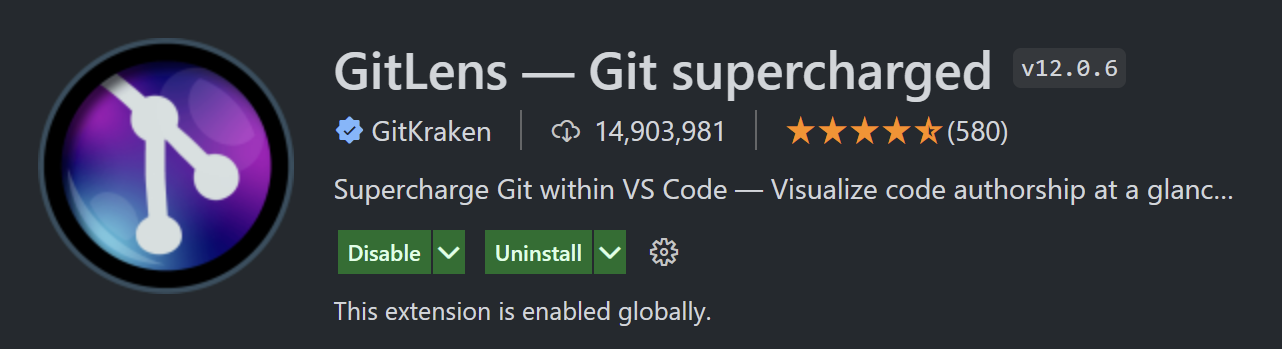 GitLens — Git supercharged v12.0.6
GitKraken 14,903,981 (580)
Supercharge Git within VS Code — Visualize code authorship at a glanc...
Disable Uninstall
This extension is enabled globally.